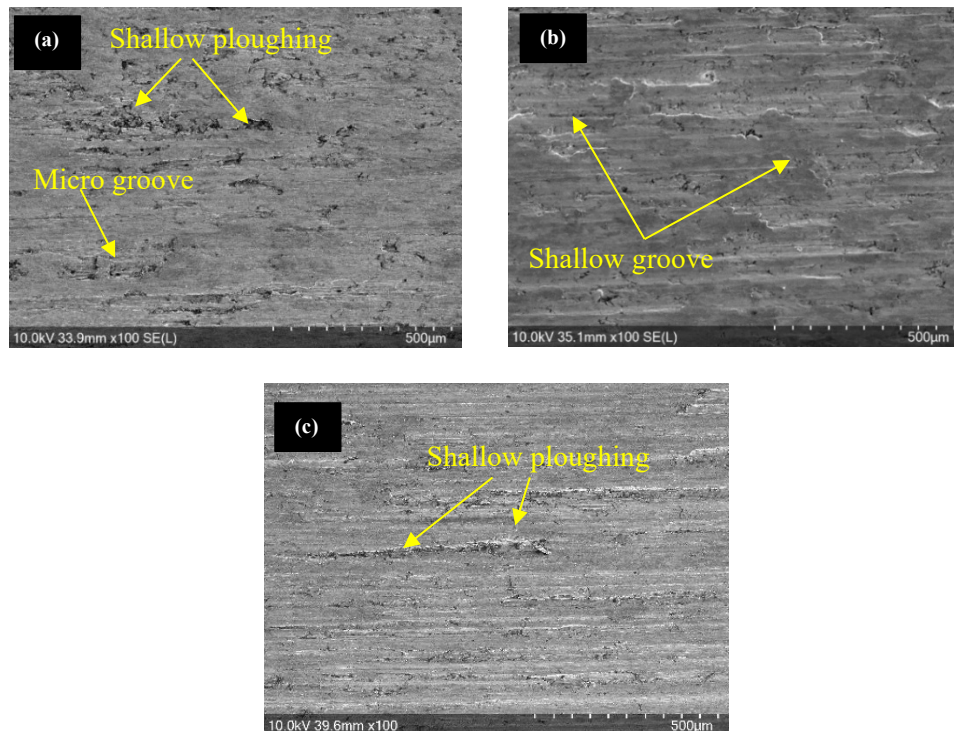 (a)
Shallow ploughing
Micro groove
10.0kV 33.9mm x100 SE(L)
500µm
(b)
Shallow groove
10.0kV 35.1mm x100 SE(L)
500µm
(c)
Shallow ploughing
10.0kV 39.6mm x100
500µm